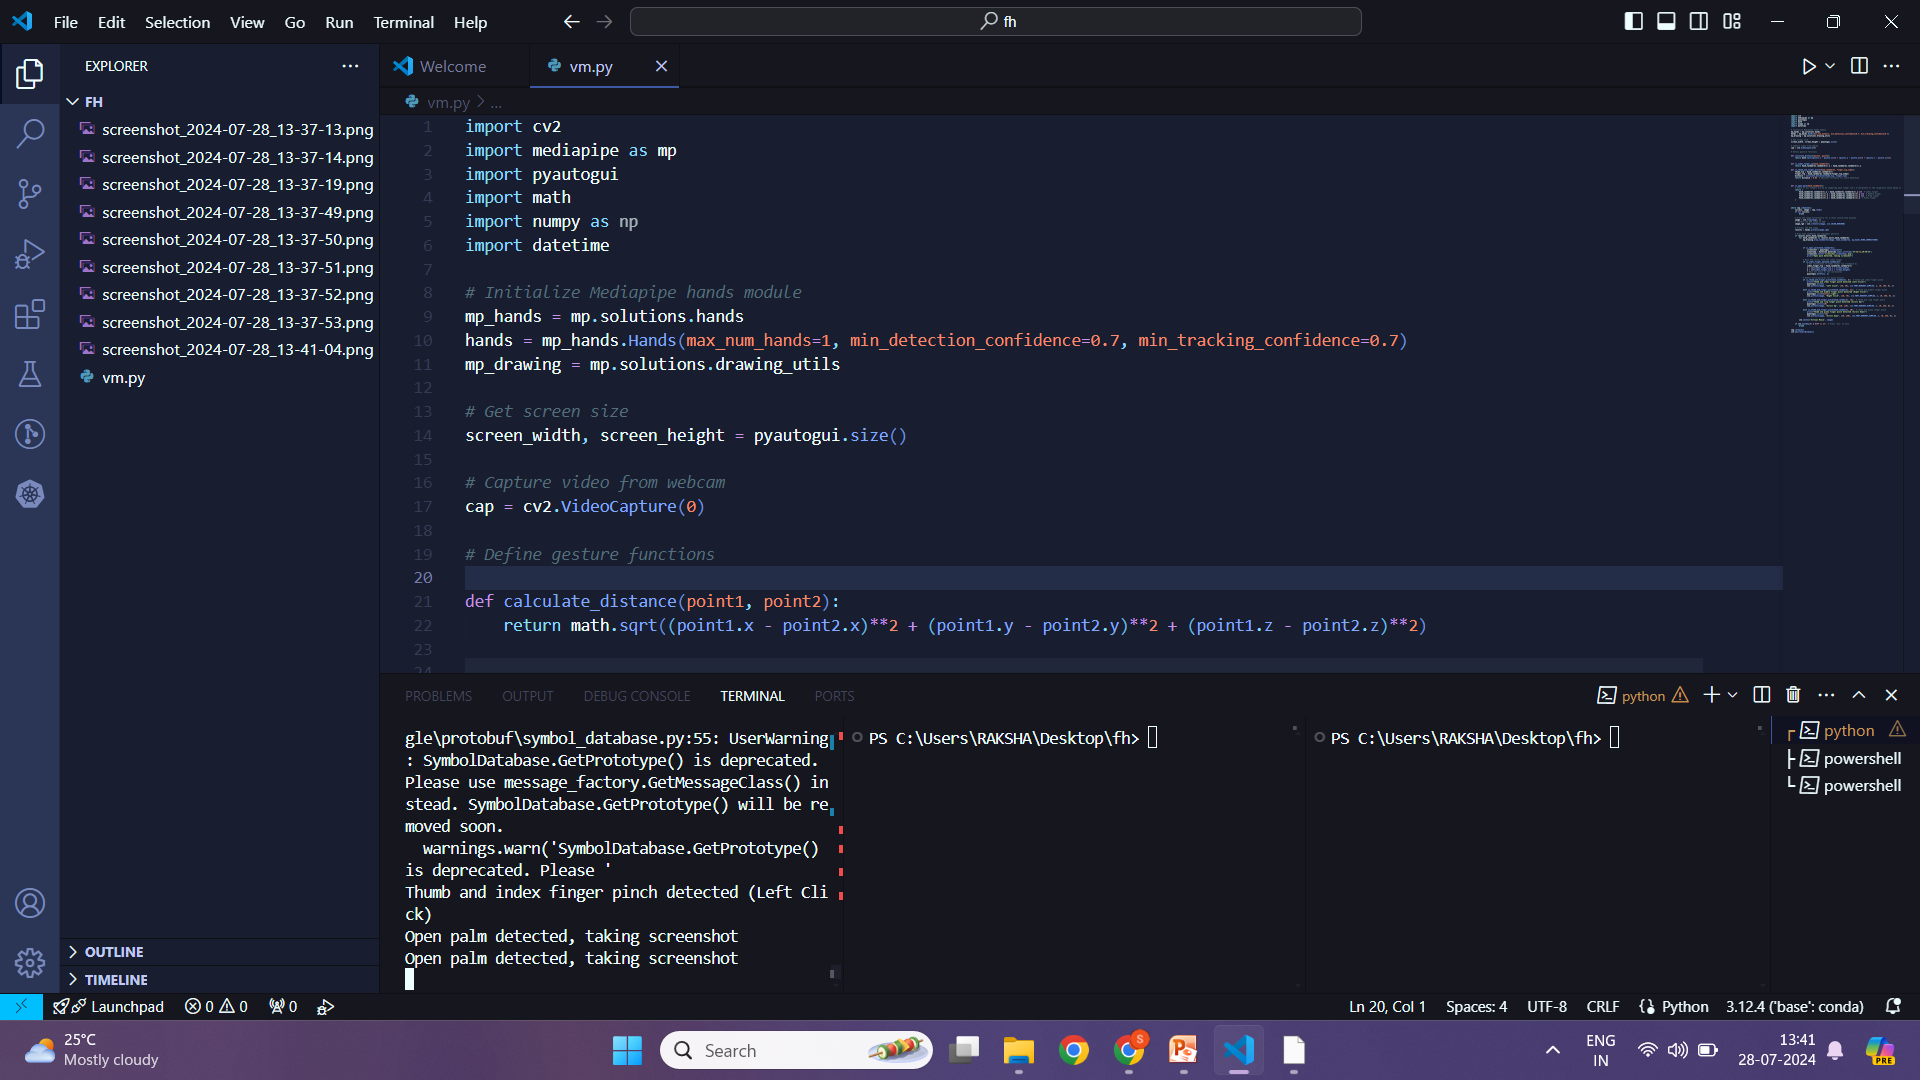 File Edit Selection View Go Run Terminal Help
fh
EXPLORER
FH
screenshot_2024-07-28_13-37-13.png
screenshot_2024-07-28_13-37-14.png
screenshot_2024-07-28_13-37-19.png
screenshot_2024-07-28_13-37-49.png
screenshot_2024-07-28_13-37-50.png
screenshot_2024-07-28_13-37-51.png
screenshot_2024-07-28_13-37-52.png
screenshot_2024-07-28_13-37-53.png
screenshot_2024-07-28_13-41-04.png
vm.py
OUTLINE
TIMELINE
Welcome vm.py
vm.py > ...
1 import cv2
2 import mediapipe as mp
3 import pyautogui
4 import math
5 import numpy as np
6 import datetime
7
8 # Initialize Mediapipe hands module
9 mp_hands = mp.solutions.hands
10 hands = mp_hands.Hands(max_num_hands=1, min_detection_confidence=0.7, min_tracking_confidence=0.7)
11 mp_drawing = mp.solutions.drawing_utils
12
13 # Get screen size
14 screen_width, screen_height = pyautogui.size()
15
16 # Capture video from webcam
17 cap = cv2.VideoCapture(0)
18
19 # Define gesture functions
20
21 def calculate_distance(point1, point2):
22 return math.sqrt((point1.x - point2.x)**2 + (point1.y - point2.y)**2 + (point1.z - point2.z)**2)
23
24
PROBLEMS OUTPUT DEBUG CONSOLE TERMINAL PORTS
python
gle\protobuf\symbol_database.py:55: UserWarning
: SymbolDatabase.GetPrototype() is deprecated.
Please use message_factory.GetMessageClass() in
stead. SymbolDatabase.GetPrototype() will be re
moved soon.
warnings.warn('SymbolDatabase.GetPrototype()
is deprecated. Please '
Thumb and index finger pinch detected (Left Cli
ck)
Open palm detected, taking screenshot
Open palm detected, taking screenshot
PS C:\Users\RAKSHA\Desktop\fh>
PS C:\Users\RAKSHA\Desktop\fh>
python
powershell
powershell
Launchpad 0 0 0
Ln 20, Col 1 Spaces: 4 UTF-8 CRLF Python 3.12.4 ('base': conda)
25°C
Mostly cloudy
Search
S
ENG
IN
13:41
28-07-2024
PRE